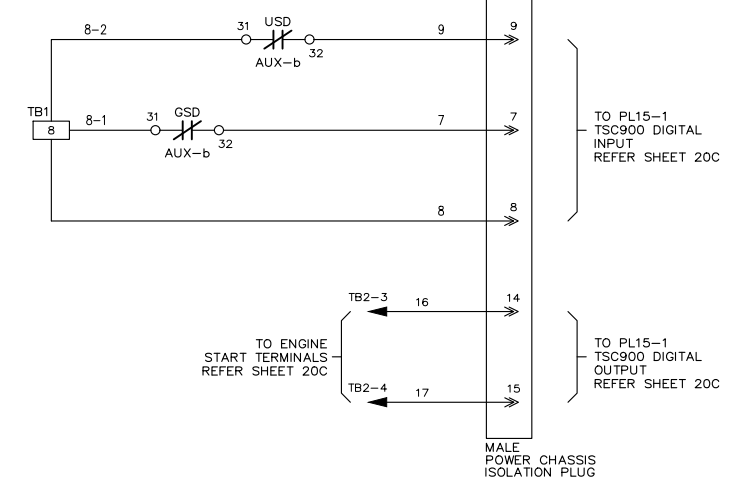 8-2
31
USD
32
AUX-b
9
9
TB1
8
8-1
31
GSD
32
AUX-b
7
7
TO PL15-1
TSC900 DIGITAL
INPUT
REFER SHEET 20C
8
8
TB2-3
16
14
TO ENGINE
START TERMINALS
REFER SHEET 20C
TO PL15-1
TSC900 DIGITAL
OUTPUT
REFER SHEET 20C
TB2-4
17
15
MALE
POWER CHASSIS
ISOLATION PLUG